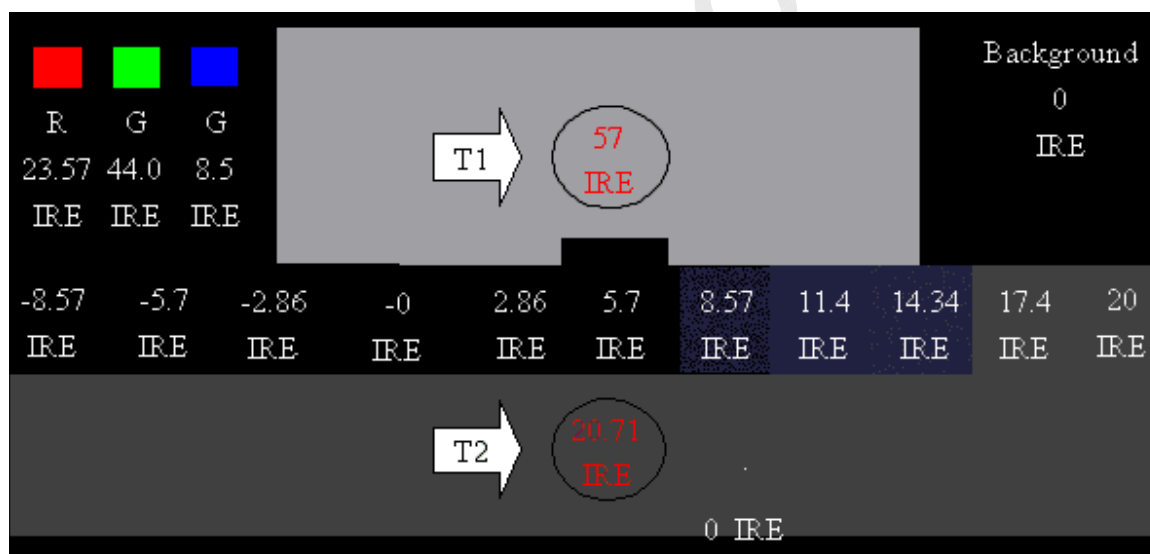 R G G
23.57 44.0 8.5
IRE IRE IRE
T1
57
IRE
Background
0
IRE
-8.57 -5.7 -2.86 -0 2.86 5.7 8.57 11.4 14.34 17.4 20
IRE IRE IRE IRE IRE IRE IRE IRE IRE IRE IRE
T2
20.71
IRE
0 IRE